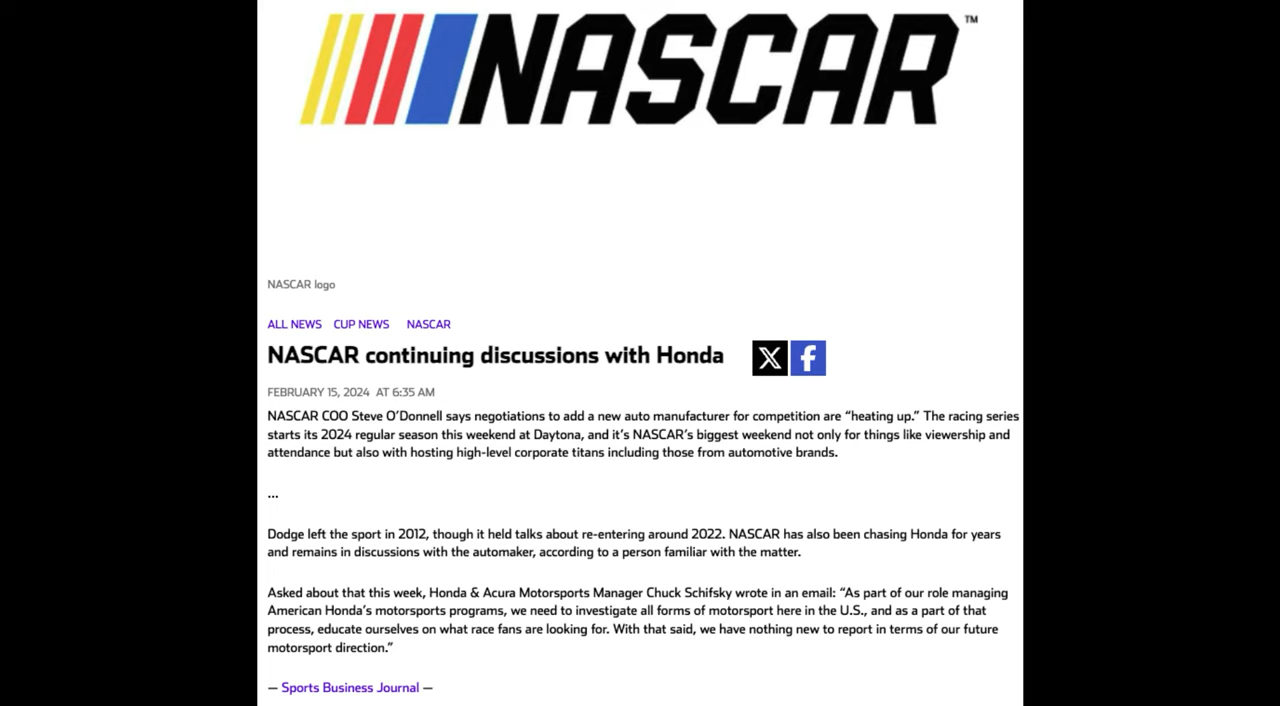 NASCAR™
NASCAR logo
ALL NEWS CUP NEWS NASCAR
NASCAR continuing discussions with Honda
FEBRUARY 15, 2024 AT 6:35 AM
NASCAR COO Steve O’Donnell says negotiations to add a new auto manufacturer for competition are “heating up.” The racing series
starts its 2024 regular season this weekend at Daytona, and it’s NASCAR’s biggest weekend not only for things like viewership and
attendance but also with hosting high-level corporate titans including those from automotive brands.
...
Dodge left the sport in 2012, though it held talks about re-entering around 2022. NASCAR has also been chasing Honda for years
and remains in discussions with the automaker, according to a person familiar with the matter.
Asked about that this week, Honda & Acura Motorsports Manager Chuck Schifsky wrote in an email: “As part of our role managing
American Honda’s motorsports programs, we need to investigate all forms of motorsport here in the U.S., and as a part of that
process, educate ourselves on what race fans are looking for. With that said, we have nothing new to report in terms of our future
motorsport direction.”
— Sports Business Journal —